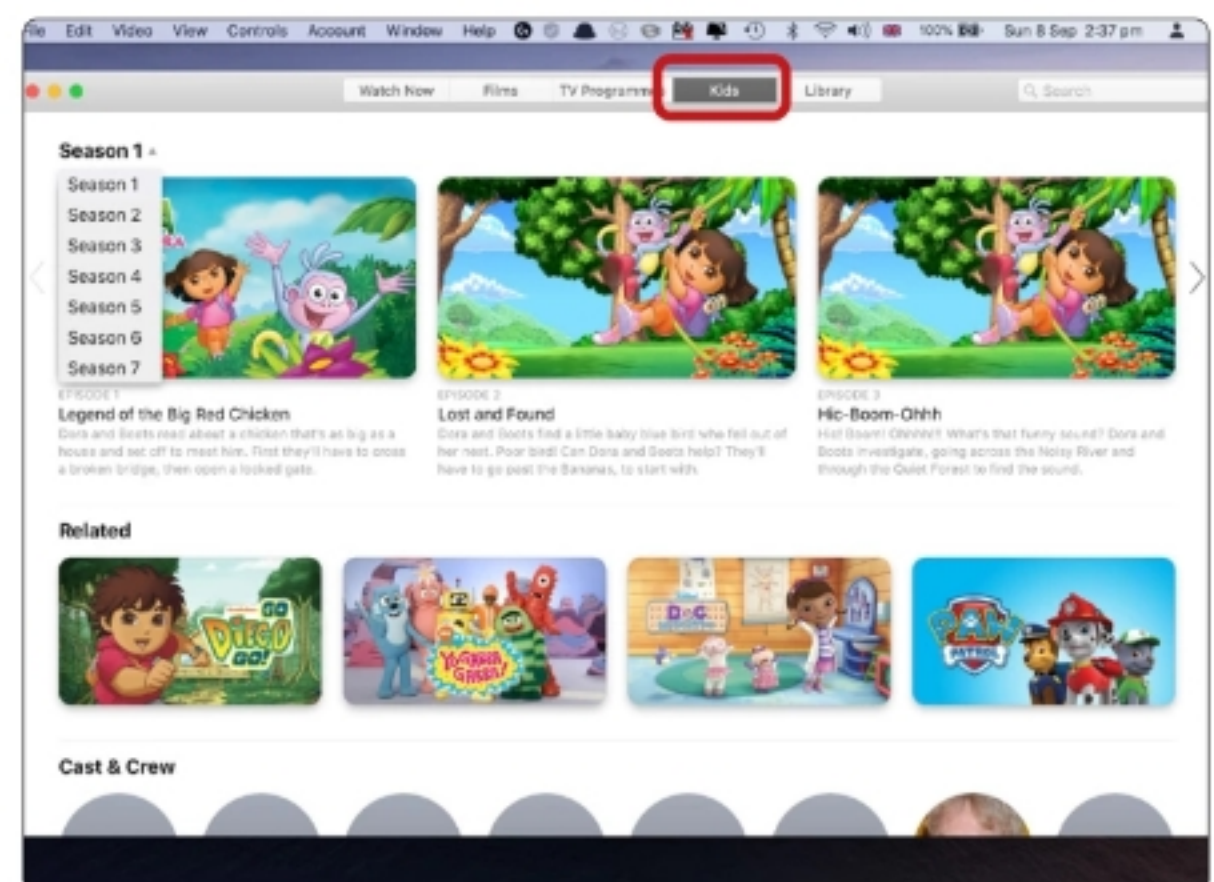 File Edit Video View Controls Account Window Help 100% Sun 8 Sep 2:37 pm
Watch Now Films TV Programmes Kids Library Search
Season 1
Season 1
Season 2
Season 3
Season 4
Season 5
Season 6
Season 7
EPISODE 1
Legend of the Big Red Chicken
Dora and Boots read about a chicken that's as big as a
house and set off to meet him. First they'll have to cross
a broken bridge, then open a locked gate.
EPISODE 2
Lost and Found
Dora and Boots find a little baby blue bird who fell out of
her nest. Poor bird! Can Dora and Boots help? They'll
have to go past the Bananas, to start with.
EPISODE 3
Hic-Boom-Ohhh
Hic! Boom! Ohhhh!! What's that funny sound? Dora and
Boots investigate, going across the Noisy River and
through the Quiet Forest to find the sound.
Related
GO
DIEGO
GO!
YO GABBA
GABBA!
DOC
PAW
PATROL
Cast & Crew